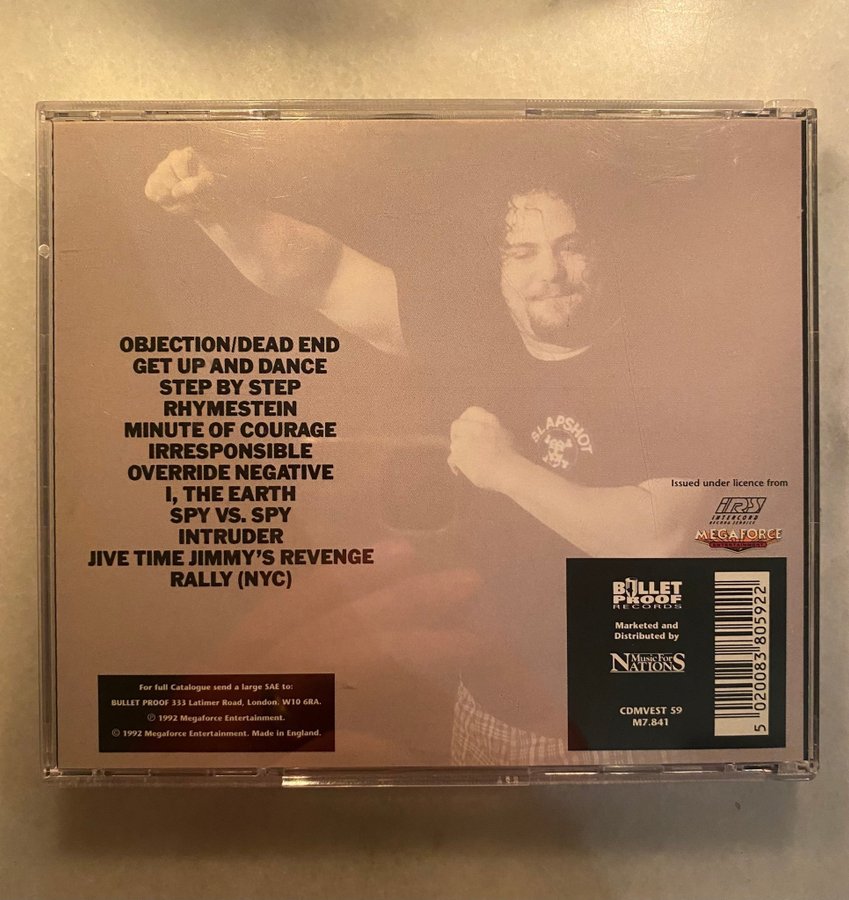 OBJECTION/DEAD END
GET UP AND DANCE
STEP BY STEP
RHYMESTEIN
MINUTE OF COURAGE
IRRESPONSIBLE
OVERRIDE NEGATIVE
I, THE EARTH
SPY VS. SPY
INTRUDER
JIVE TIME JIMMY'S REVENGE
RALLY (NYC)
SLAPSHOT
Issued under licence from
IRS
INTERCORD
RECORD SERVICE
MEGAFORCE
ENTERTAINMENT
BULLET
PROOF
RECORDS
Marketed and
Distributed by
Music For
NATIONS
CDMVEST 59
M7.841
5 020083 805922
For full Catalogue send a large SAE to:
BULLET PROOF 333 Latimer Road, London. W10 6RA.
℗ 1992 Megaforce Entertainment.
© 1992 Megaforce Entertainment. Made in England.